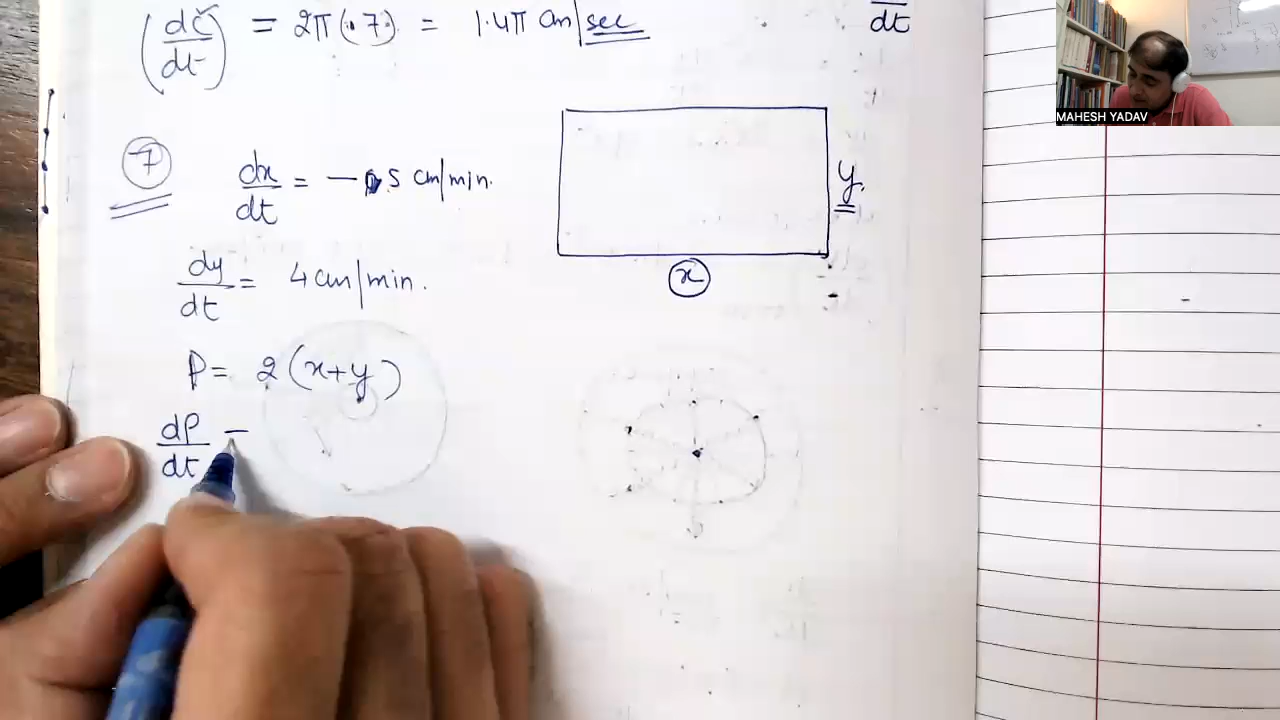 (dC/dt) = 2π(.7) = 1.4π cm/sec
dt
MAHESH YADAV
7 dx/dt = - 5 cm/min.
y.
dy/dt = 4 cm/min.
x
P = 2(x+y)
dP/dt =